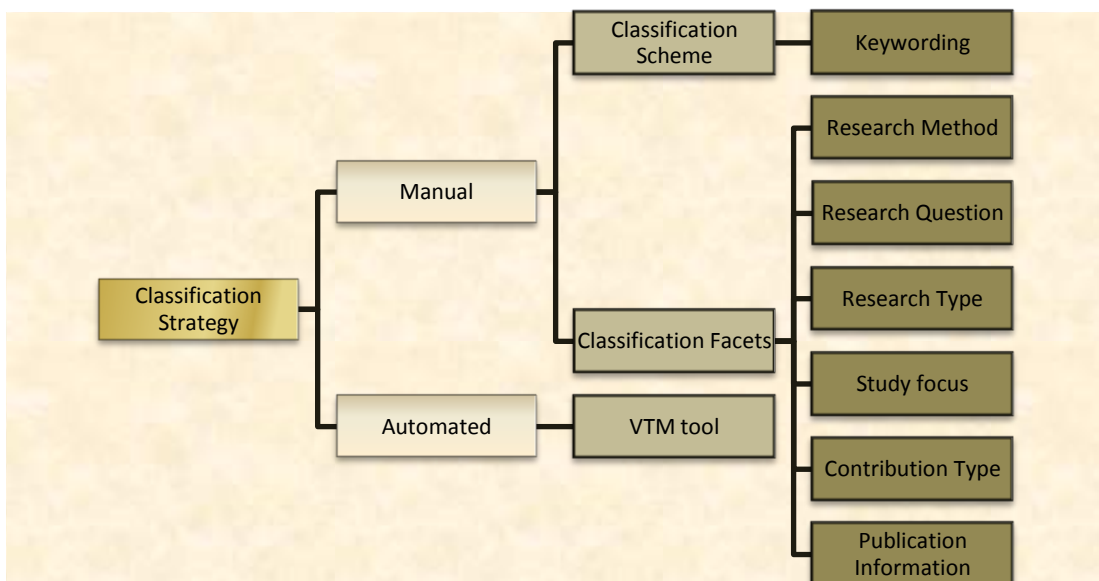 Classification
Strategy
Manual
Classification
Scheme
Keywording
Classification Facets
Research Method
Research Question
Research Type
Study focus
Contribution Type
Publication
Information
Automated
VTM tool